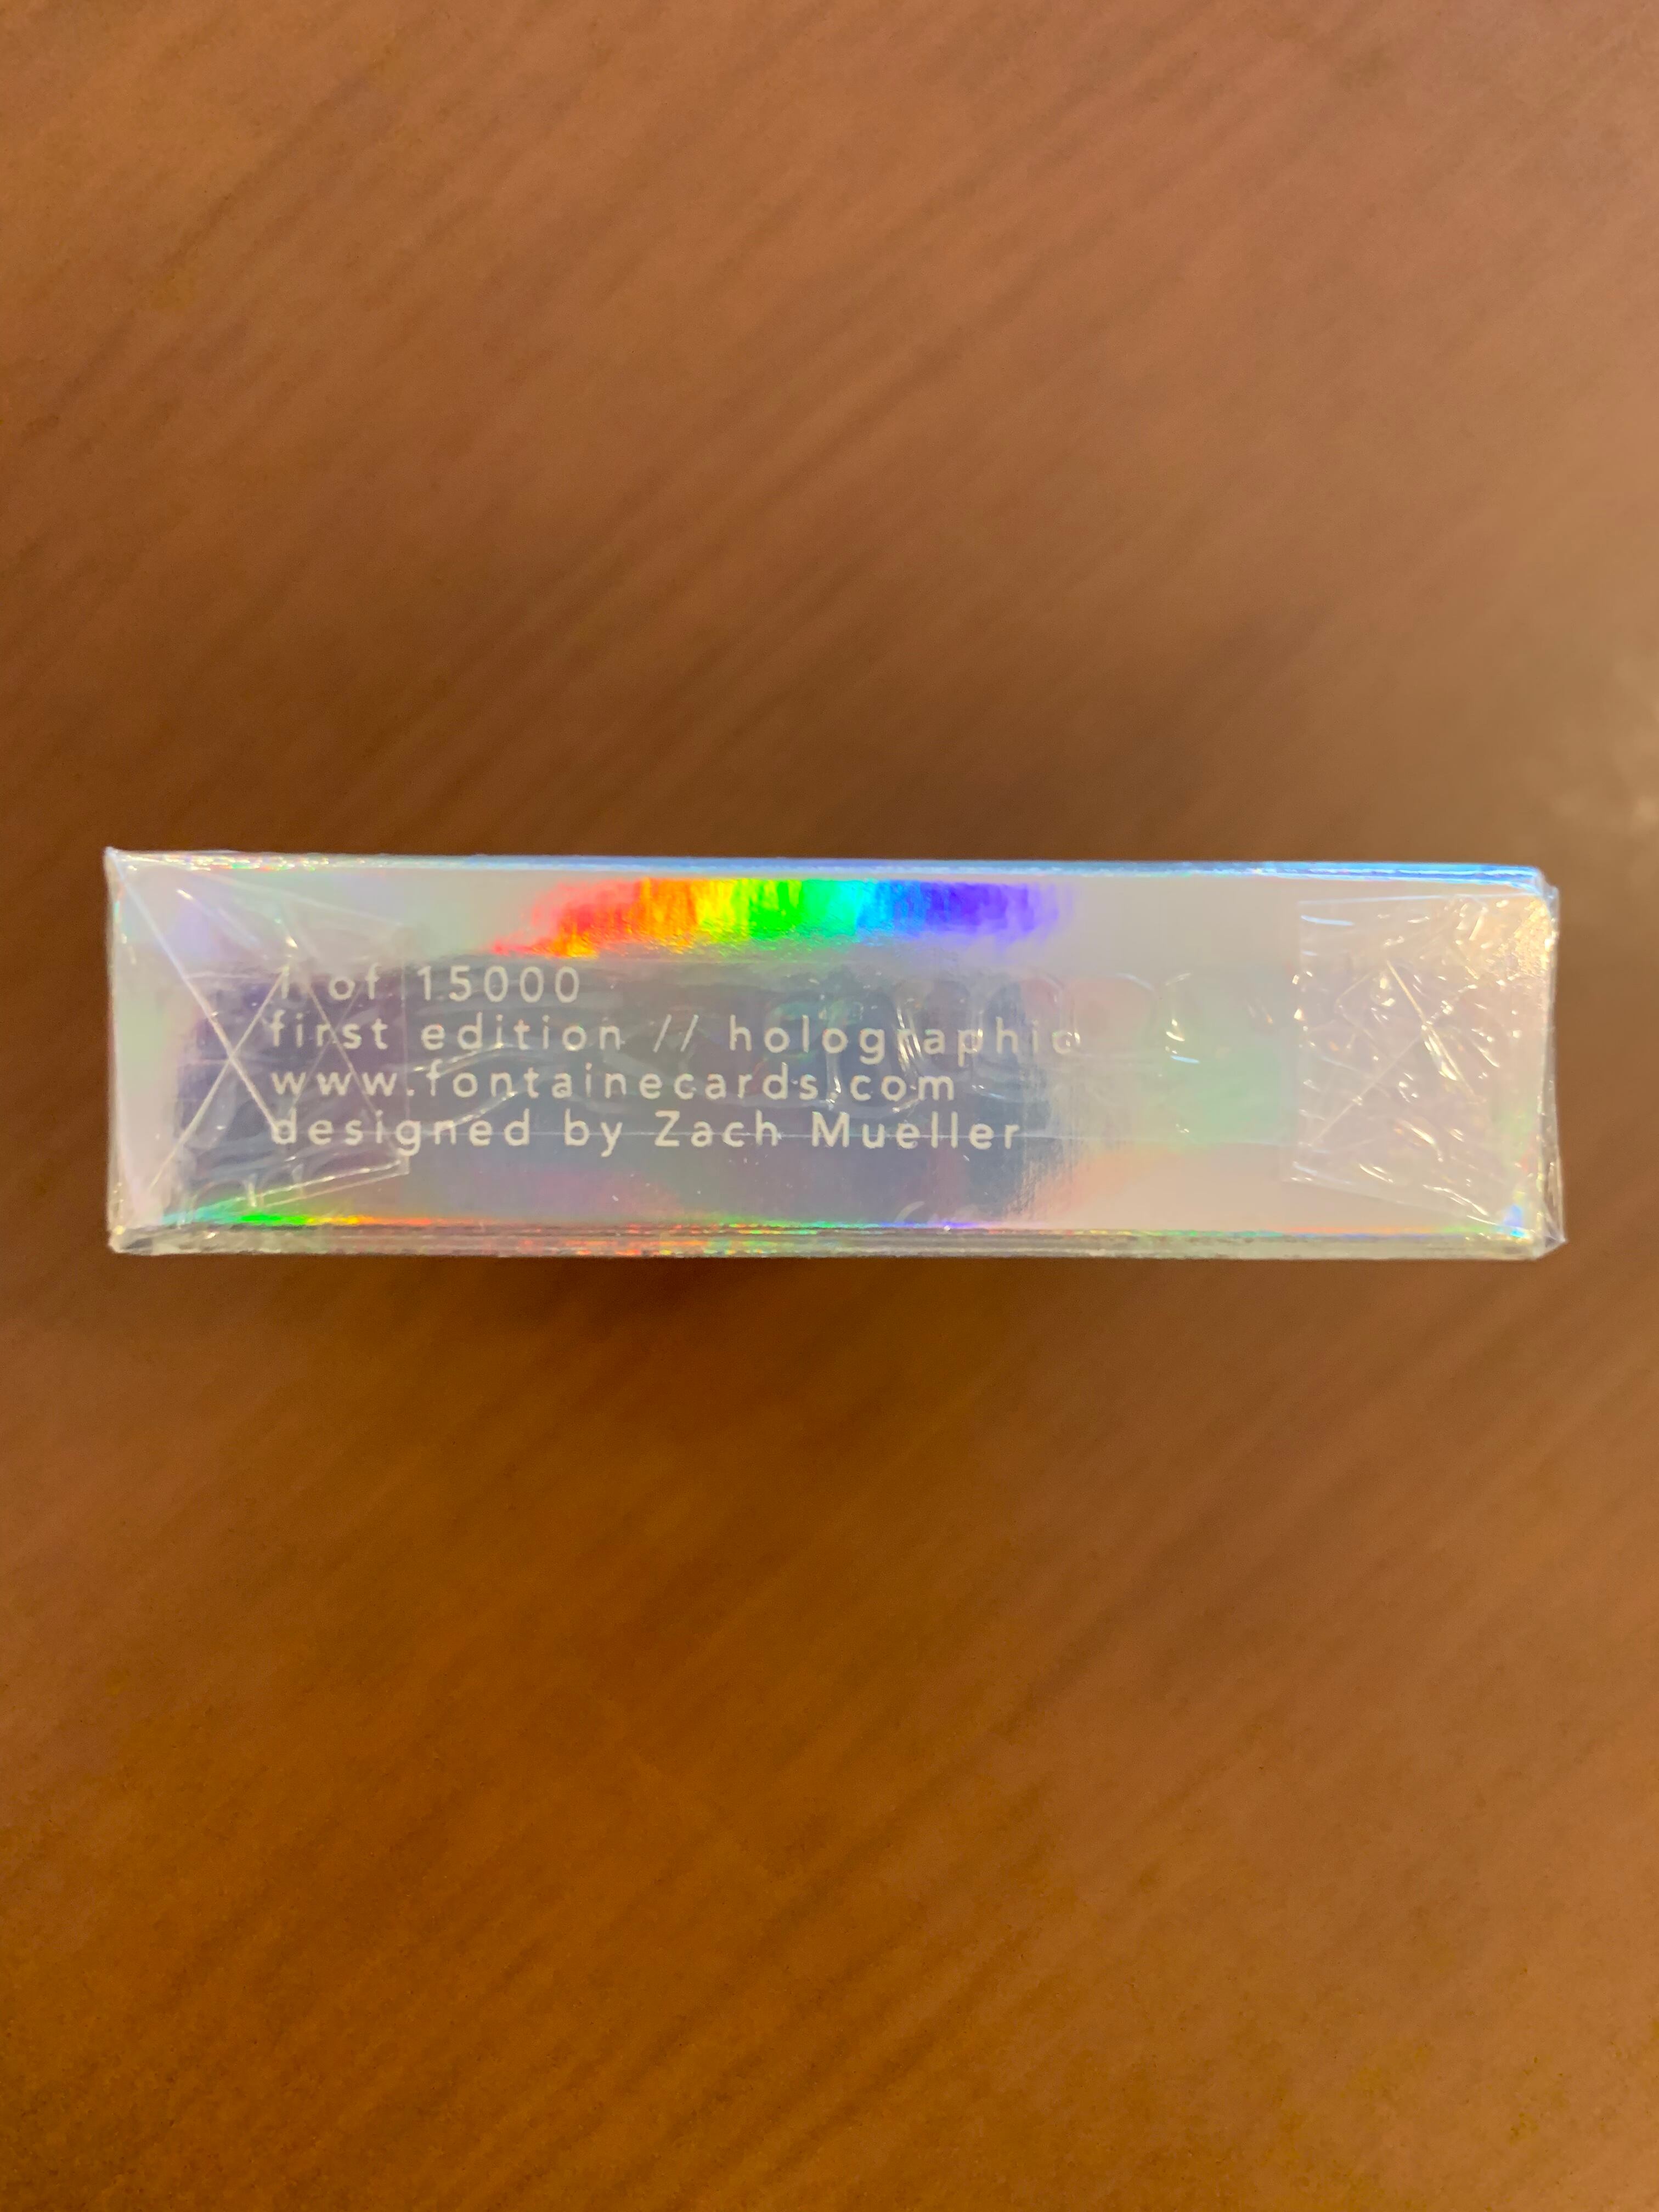 1 of 15000
first edition // holographic
www.fontainecards.com
designed by Zach Mueller